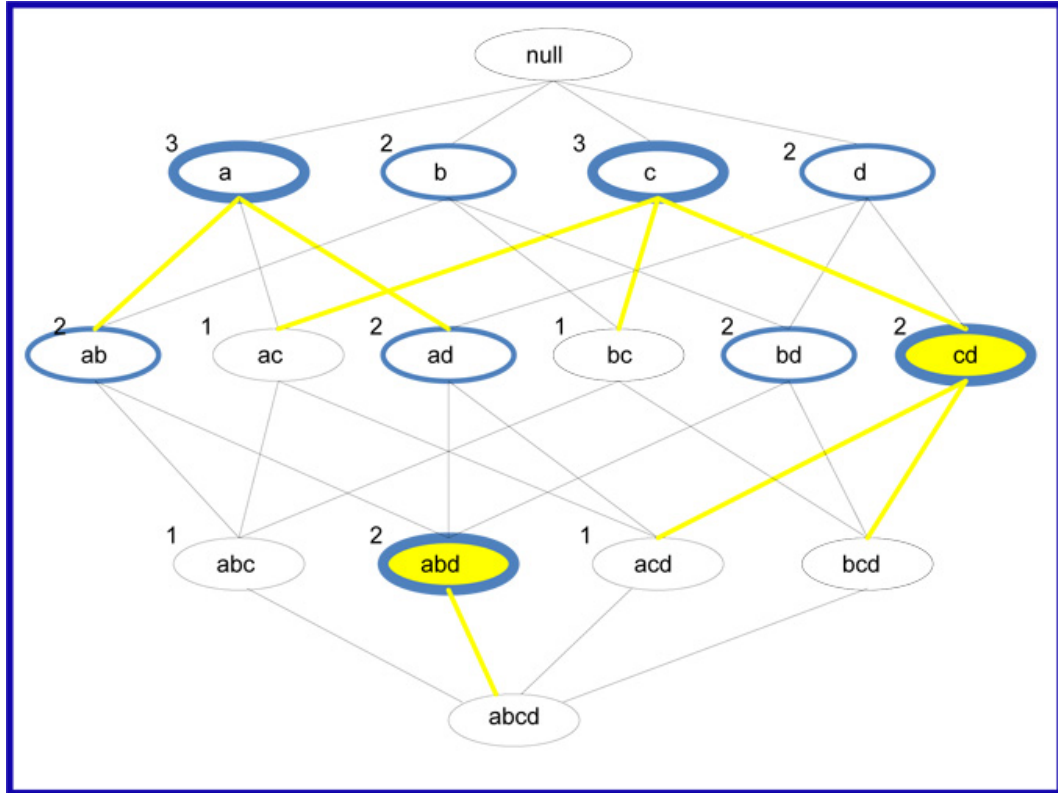 null
3 a 2 b 3 c 2 d
2 ab 1 ac 2 ad 1 bc 2 bd 2 cd
1 abc 2 abd 1 acd bcd
abcd